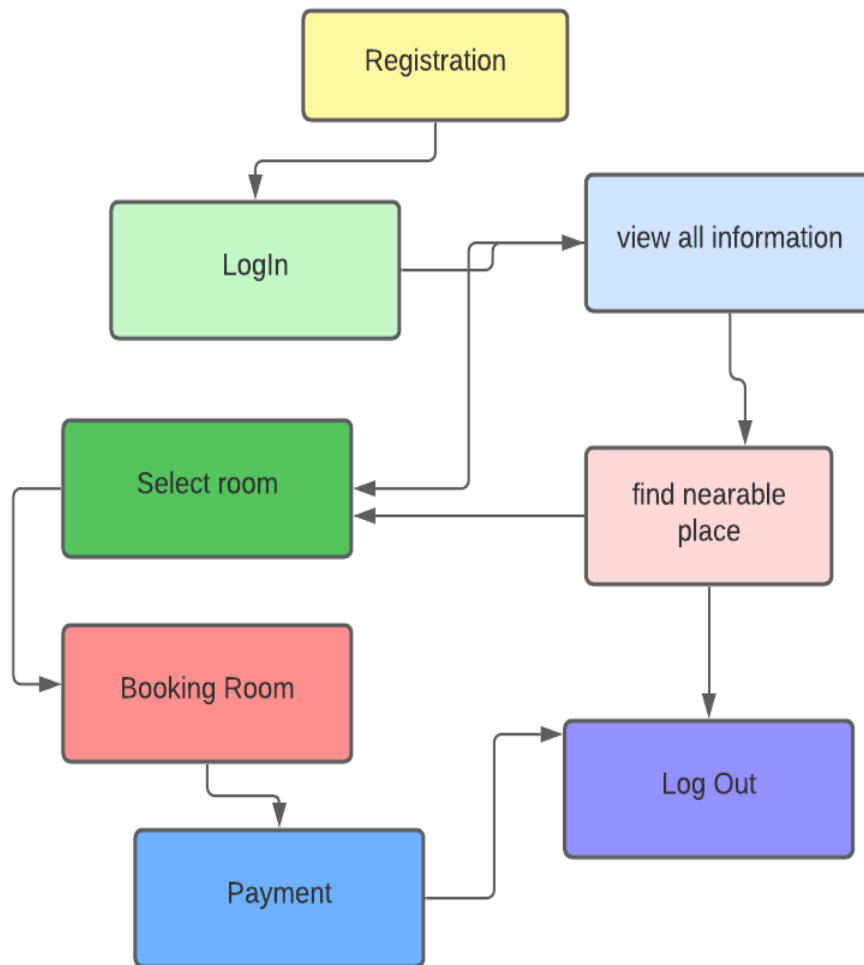 Registration
LogIn
view all information
Select room
find nearable
place
Booking Room
Log Out
Payment